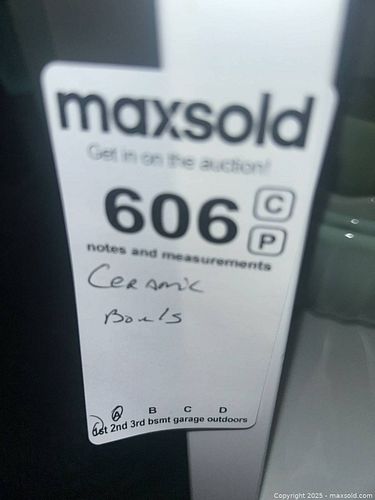 maxsold
Get in on the auction!
606 C
P
notes and measurements
Ceramic
Bowls
A B C D
1st 2nd 3rd bsmt garage outdoors
Copyright 2025 - maxsold.com